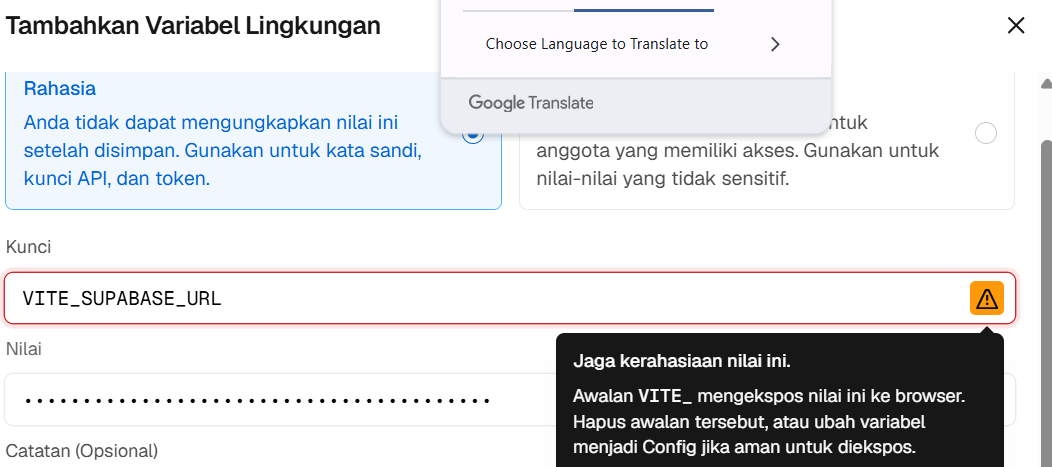 Tambahkan Variabel Lingkungan
Choose Language to Translate to
Google Translate
Rahasia
Anda tidak dapat mengungkapkan nilai ini
setelah disimpan. Gunakan untuk kata sandi,
kunci API, dan token.
anggota yang memiliki akses. Gunakan untuk
nilai-nilai yang tidak sensitif.
Kunci
VITE_SUPABASE_URL
Nilai
Jaga kerahasiaan nilai ini.
Awalan VITE_ mengekspos nilai ini ke browser.
Hapus awalan tersebut, atau ubah variabel
menjadi Config jika aman untuk diekspos.
Catatan (Opsional)